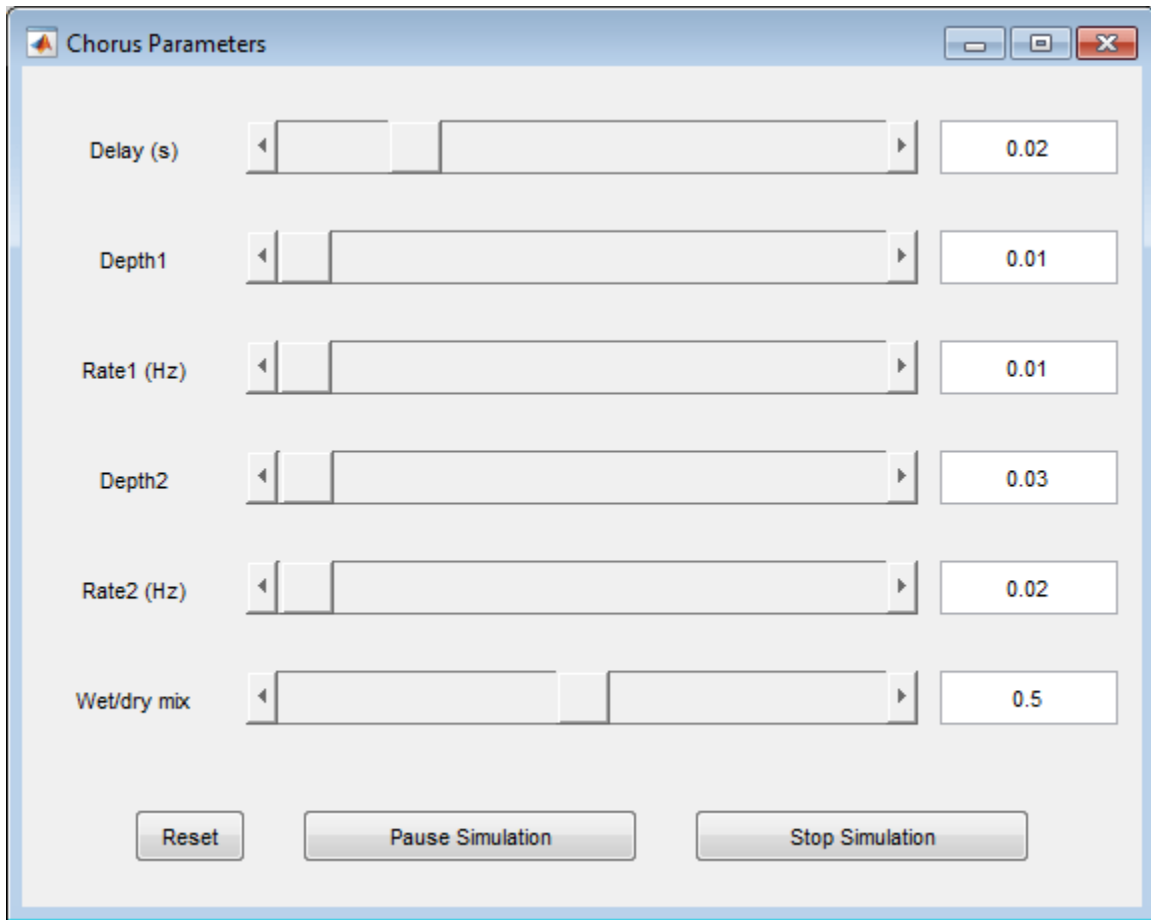 Chorus Parameters
Delay (s) 0.02
Depth1 0.01
Rate1 (Hz) 0.01
Depth2 0.03
Rate2 (Hz) 0.02
Wet/dry mix 0.5
Reset Pause Simulation Stop Simulation